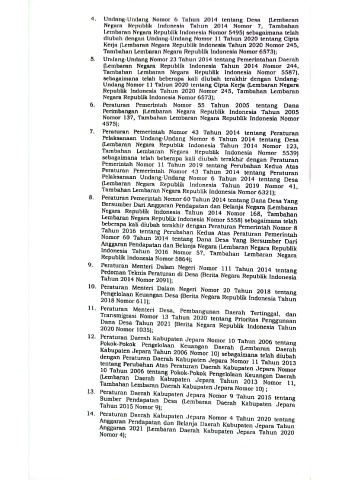 4. Undang-Undang Nomor 6 Tahun 2014 tentang Desa (Lembaran
Negara Republik Indonesia Tahun 2014 Nomor 7, Tambahan
Lembaran Negara Republik Indonesia Nomor 5495) sebagaimana telah
diubah dengan Undang-Undang Nomor 11 Tahun 2020 tentang Cipta
Kerja (Lembaran Negara Republik Indonesia Tahun 2020 Nomor 245,
Tambahan Lembaran Negara Republik Indonesia Nomor 6573);
5. Undang-Undang Nomor 23 Tahun 2014 tentang Pemerintahan Daerah
(Lembaran Negara Republik Indonesia Tahun 2014 Nomor 244,
Tambahan Lembaran Negara Republik Indonesia Nomor 5587),
sebagaimana telah beberapa kali diubah terakhir dengan Undang-
Undang Nomor 11 Tahun 2020 tentang Cipta Kerja (Lembaran Negara
Republik Indonesia Tahun 2020 Nomor 245, Tambahan Lembaran
Negara Republik Indonesia Nomor 6573);
6. Peraturan Pemerintah Nomor 55 Tahun 2005 tentang Dana
Perimbangan (Lembaran Negara Republik Indonesia Tahun 2005
Nomor 137, Tambahan Lembaran Negara Republik Indonesia Nomor
4575);
7. Peraturan Pemerintah Nomor 43 Tahun 2014 tentang Peraturan
Pelaksanaan Undang-Undang Nomor 6 Tahun 2014 tentang Desa
(Lembaran Negara Republik Indonesia Tahun 2014 Nomor 123,
Tambahan Lembaran Negara Republik Indonesia Nomor 5539)
sebagaimana telah beberapa kali diubah terakhir dengan Peraturan
Pemerintah Nomor 11 Tahun 2019 tentang Perubahan Kedua Atas
Peraturan Pemerintah Nomor 43 Tahun 2014 tentang Peraturan
Pelaksanaan Undang-Undang Nomor 6 Tahun 2014 tentang Desa
(Lembaran Negara Republik Indonesia Tahun 2019 Nomor 41,
Tambahan Lembaran Negara Republik Indonesia Nomor 6321);
8. Peraturan Pemerintah Nomor 60 Tahun 2014 tentang Dana Desa Yang
Bersumber Dari Anggaran Pendapatan dan Belanja Negara (Lembaran
Negara Republik Indonesia Tahun 2014 Nomor 168, Tambahan
Lembaran Negara Republik Indonesia Nomor 5558) sebagaimana telah
beberapa kali diubah terakhir dengan Peraturan Pemerintah Nomor 8
Tahun 2016 tentang Perubahan Kedua Atas Peraturan Pemerintah
Nomor 60 Tahun 2014 tentang Dana Desa Yang Bersumber Dari
Anggaran Pendapatan dan Belanja Negara (Lembaran Negara Republik
Indonesia Tahun 2016 Nomor 57, Tambahan Lembaran Negara
Republik Indonesia Nomor 5864);
9. Peraturan Menteri Dalam Negeri Nomor 111 Tahun 2014 tentang
Pedoman Teknis Peraturan di Desa (Berita Negara Republik Indonesia
Tahun 2014 Nomor 2091);
10. Peraturan Menteri Dalam Negeri Nomor 20 Tahun 2018 tentang
Pengelolaan Keuangan Desa (Berita Negara Republik Indonesia Tahun
2018 Nomor 611);
11. Peraturan Menteri Desa, Pembangunan Daerah Tertinggal, dan
Transmigrasi Nomor 13 Tahun 2020 tentang Prioritas Penggunaan
Dana Desa Tahun 2021 (Berita Negara Republik Indonesia Tahun
2020 Nomor 1035);
12. Peraturan Daerah Kabupaten Jepara Nomor 10 Tahun 2006 tentang
Pokok-Pokok Pengelolaan Keuangan Daerah (Lembaran Daerah
Kabupaten Jepara Tahun 2006 Nomor 10) sebagaimana telah diubah
dengan Peraturan Daerah Kabupaten Jepara Nomor 11 Tahun 2013
tentang Perubahan Atas Peraturan Daerah Kabupaten Jepara Nomor
10 Tahun 2006 tentang Pokok-Pokok Pengelolaan Keuangan Daerah
(Lembaran Daerah Kabupaten Jepara Tahun 2013 Nomor 11,
Tambahan Lembaran Daerah Kabupaten Jepara Nomor 10) ;
13. Peraturan Daerah Kabupaten Jepara Nomor 9 Tahun 2015 tentang
Sumber Pendapatan Desa (Lembaran Daerah Kabupaten Jepara
Tahun 2015 Nomor 9);
14. Peraturan Daerah Kabupaten Jepara Nomor 4 Tahun 2020 tentang
Anggaran Pendapatan dan Belanja Daerah Kabupaten Jepara Tahun
Anggaran 2021 (Lembaran Daerah Kabupaten Jepara Tahun 2020
Nomor 4);